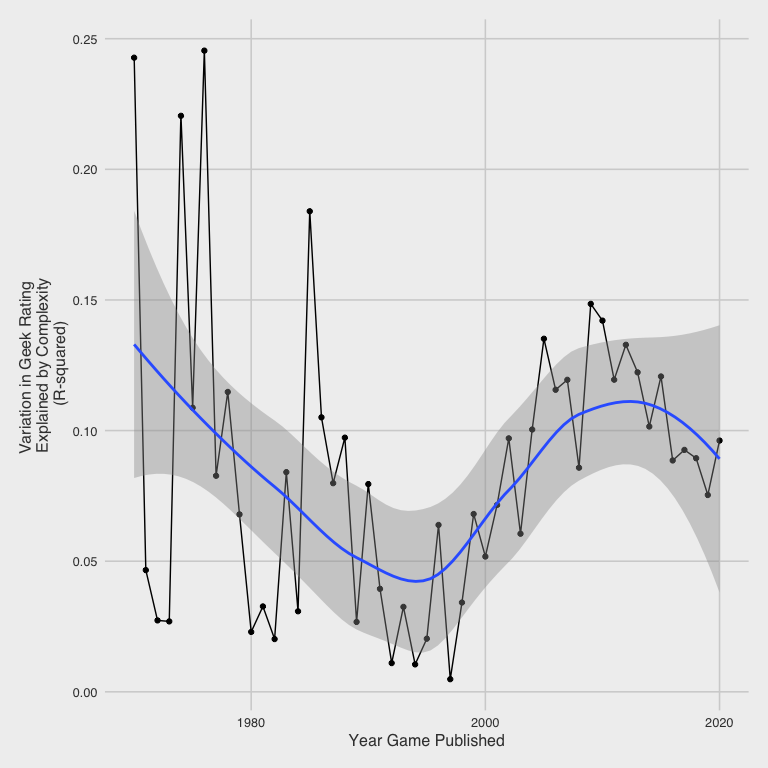 0.25
0.20
0.15
0.10
0.05
0.00
Variation in Geek Rating
Explained by Complexity
(R-squared)
1980
2000
2020
Year Game Published